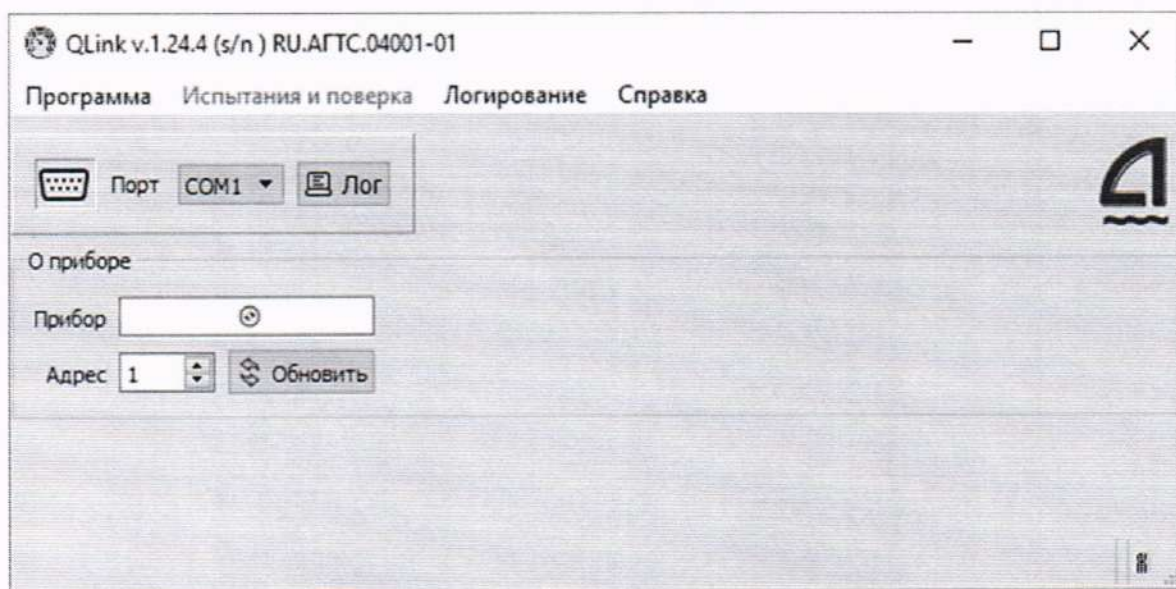 QLink v.1.24.4 (s/n ) RU.АГТС.04001-01
Программа Испытания и поверка Логирование Справка
Порт COM1 Лог
О приборе
Прибор
Адрес 1 Обновить